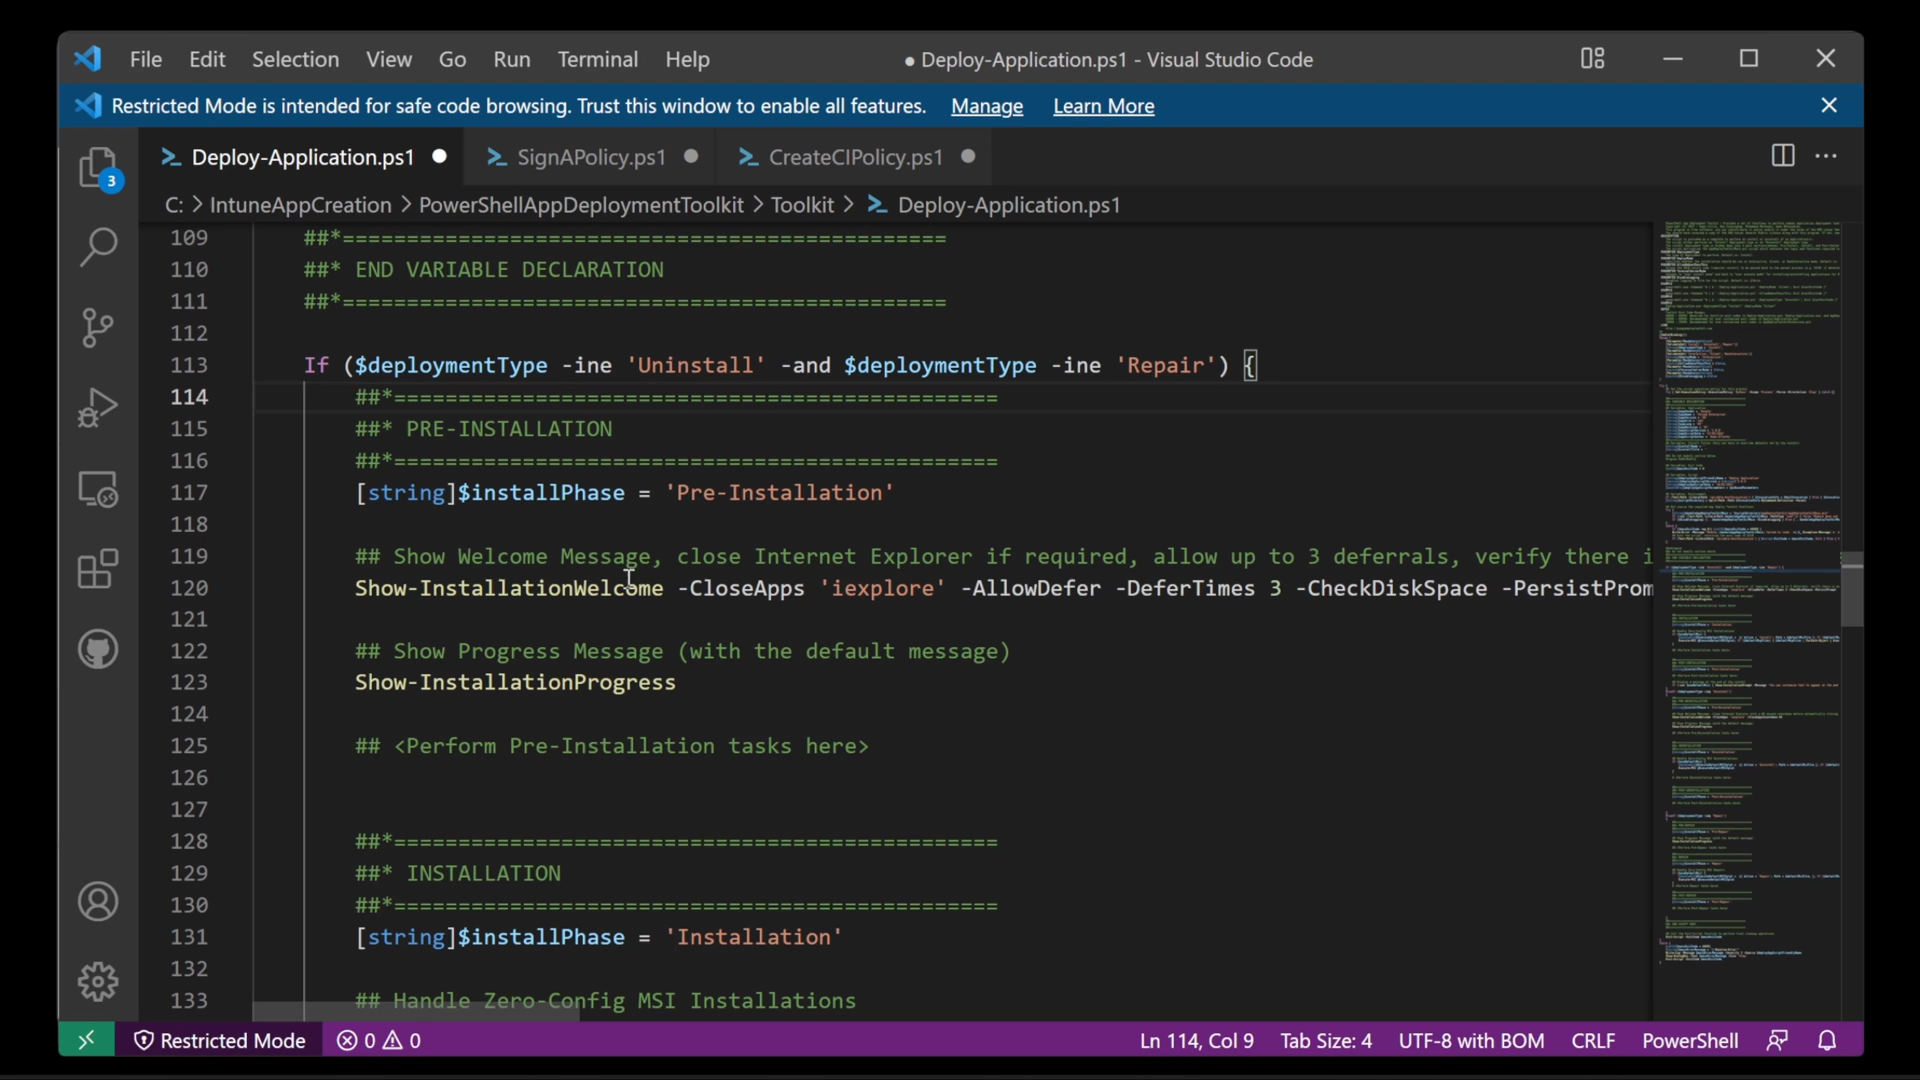 File Edit Selection View Go Run Terminal Help ● Deploy-Application.ps1 - Visual Studio Code
Restricted Mode is intended for safe code browsing. Trust this window to enable all features. Manage Learn More
Deploy-Application.ps1 SignAPolicy.ps1 CreateCIPolicy.ps1
3
C: > IntuneAppCreation > PowerShellAppDeploymentToolkit > Toolkit > Deploy-Application.ps1
109 ##*===============================================
110 ##* END VARIABLE DECLARATION
111 ##*===============================================
112
113 If ($deploymentType -ine 'Uninstall' -and $deploymentType -ine 'Repair') {
114 ##*===============================================
115 ##* PRE-INSTALLATION
116 ##*===============================================
117 [string]$installPhase = 'Pre-Installation'
118
119 ## Show Welcome Message, close Internet Explorer if required, allow up to 3 deferrals, verify there i
120 Show-InstallationWelcome -CloseApps 'iexplore' -AllowDefer -DeferTimes 3 -CheckDiskSpace -PersistProm
121
122 ## Show Progress Message (with the default message)
123 Show-InstallationProgress
124
125 ## <Perform Pre-Installation tasks here>
126
127
128 ##*===============================================
129 ##* INSTALLATION
130 ##*===============================================
131 [string]$installPhase = 'Installation'
132
133 ## Handle Zero-Config MSI Installations
Restricted Mode 0 0 Ln 114, Col 9 Tab Size: 4 UTF-8 with BOM CRLF PowerShell